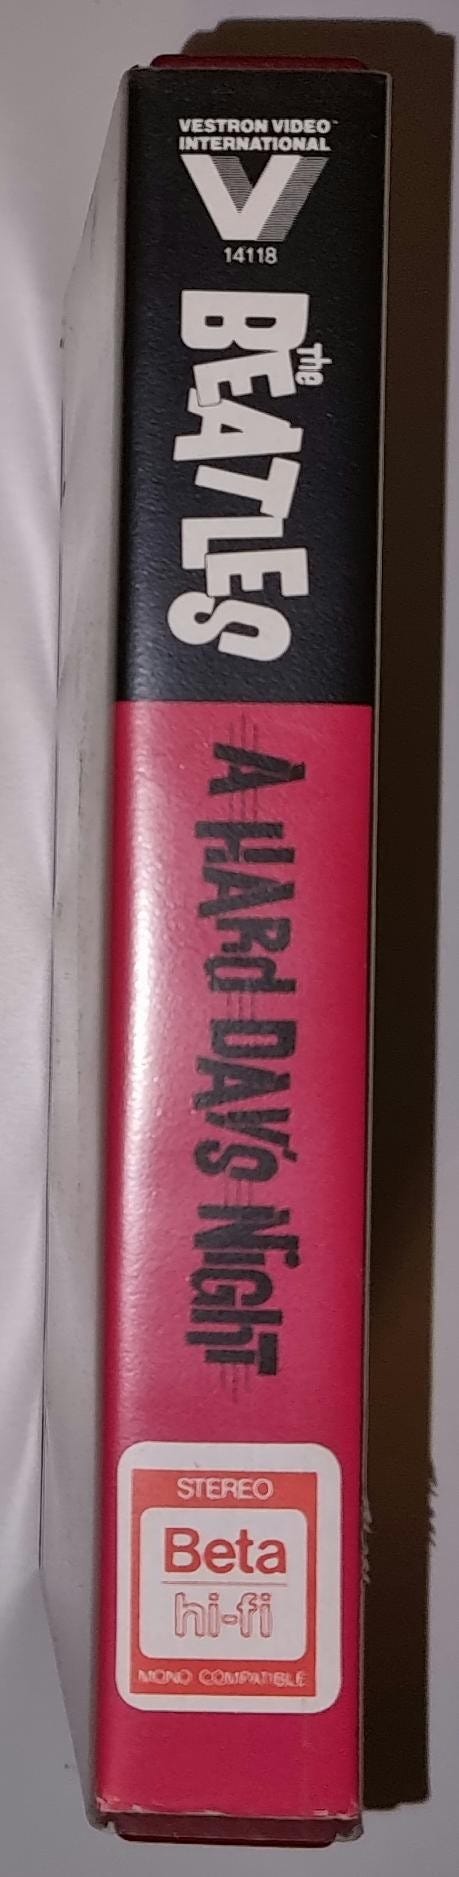 VESTRON VIDEO™
INTERNATIONAL
V
14118
The
BEATLES
A HARd DAY'S NiGhT
STEREO
Beta
hi-fi
MONO COMPATIBLE